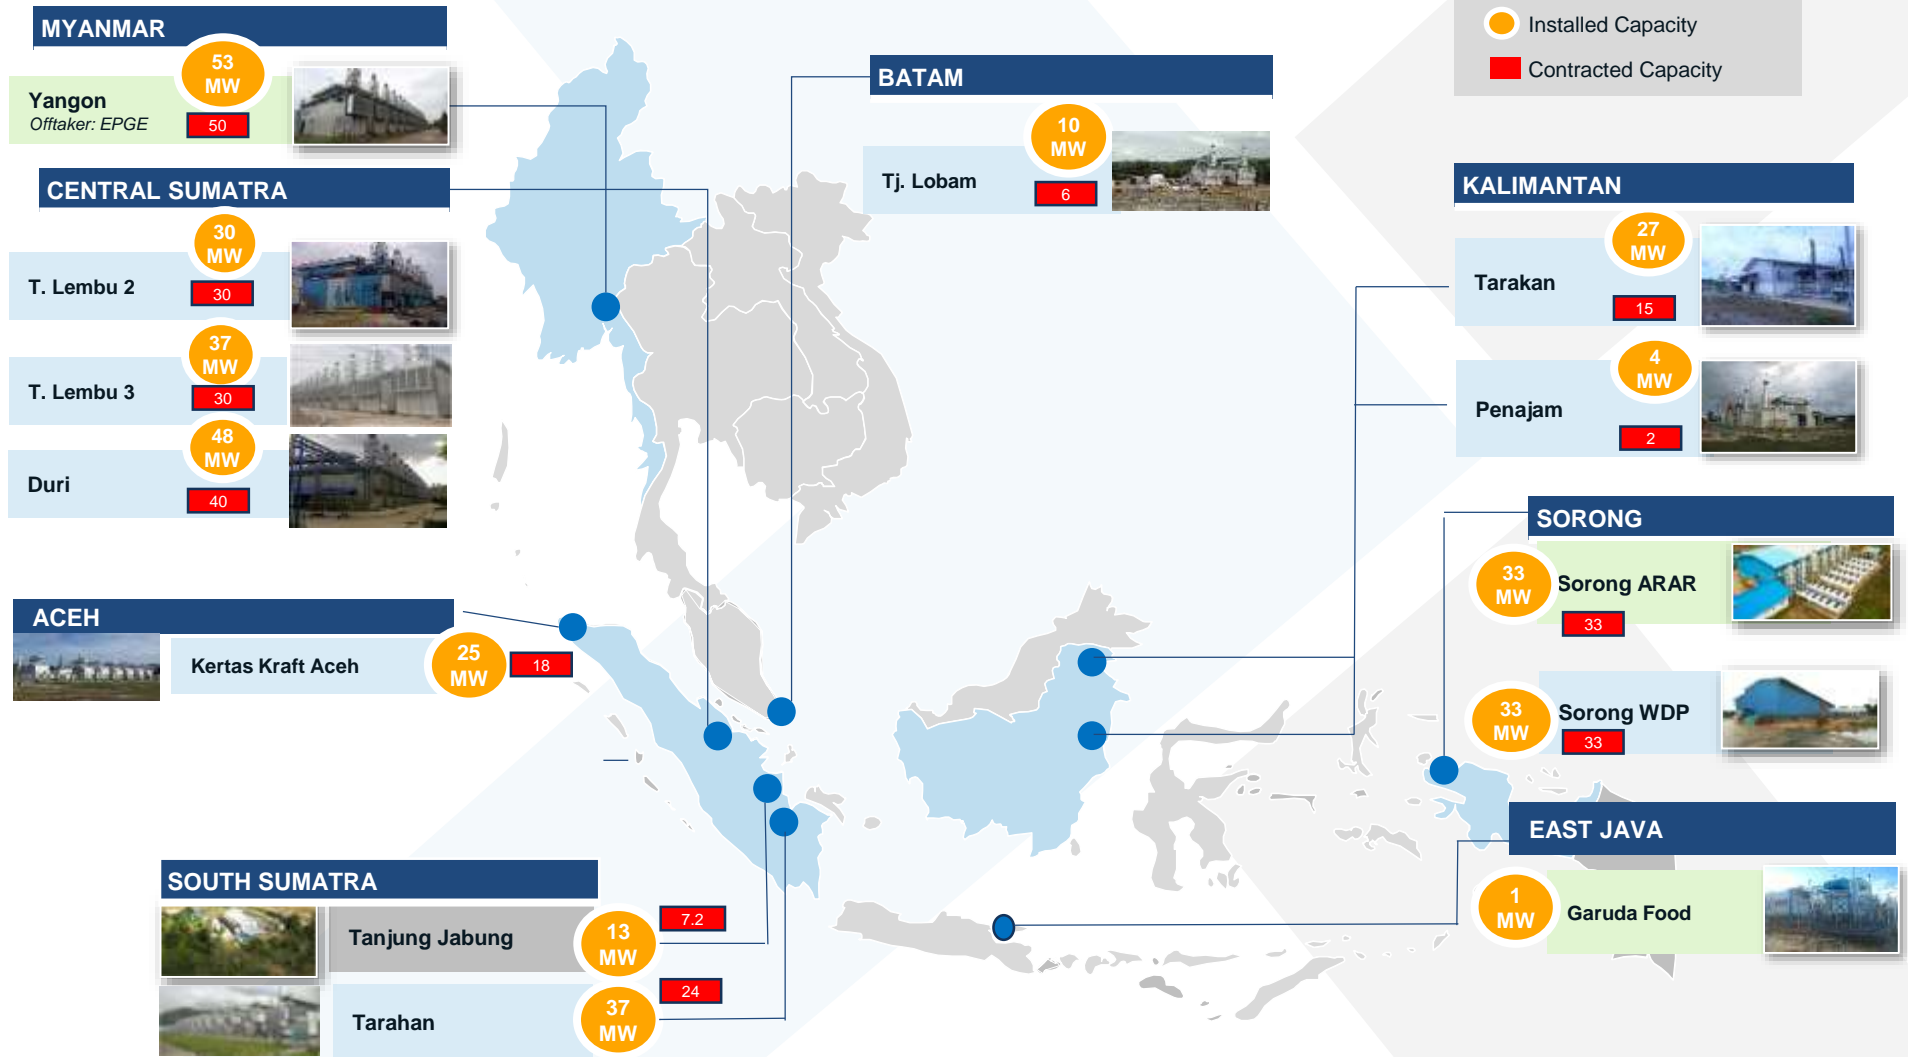 MYANMAR
53
MW
Yangon
Offtaker: EPGE
50
CENTRAL SUMATRA
30
MW
T. Lembu 2
30
37
MW
T. Lembu 3
30
48
MW
Duri
40
ACEH
Kertas Kraft Aceh
25
MW
18
SOUTH SUMATRA
Tanjung Jabung
13
MW
7.2
Tarahan
37
MW
24
BATAM
10
MW
Tj. Lobam
6
Installed Capacity
Contracted Capacity
KALIMANTAN
27
MW
Tarakan
15
4
MW
Penajam
2
SORONG
33
MW
Sorong ARAR
33
33
MW
Sorong WDP
33
EAST JAVA
1
MW
Garuda Food